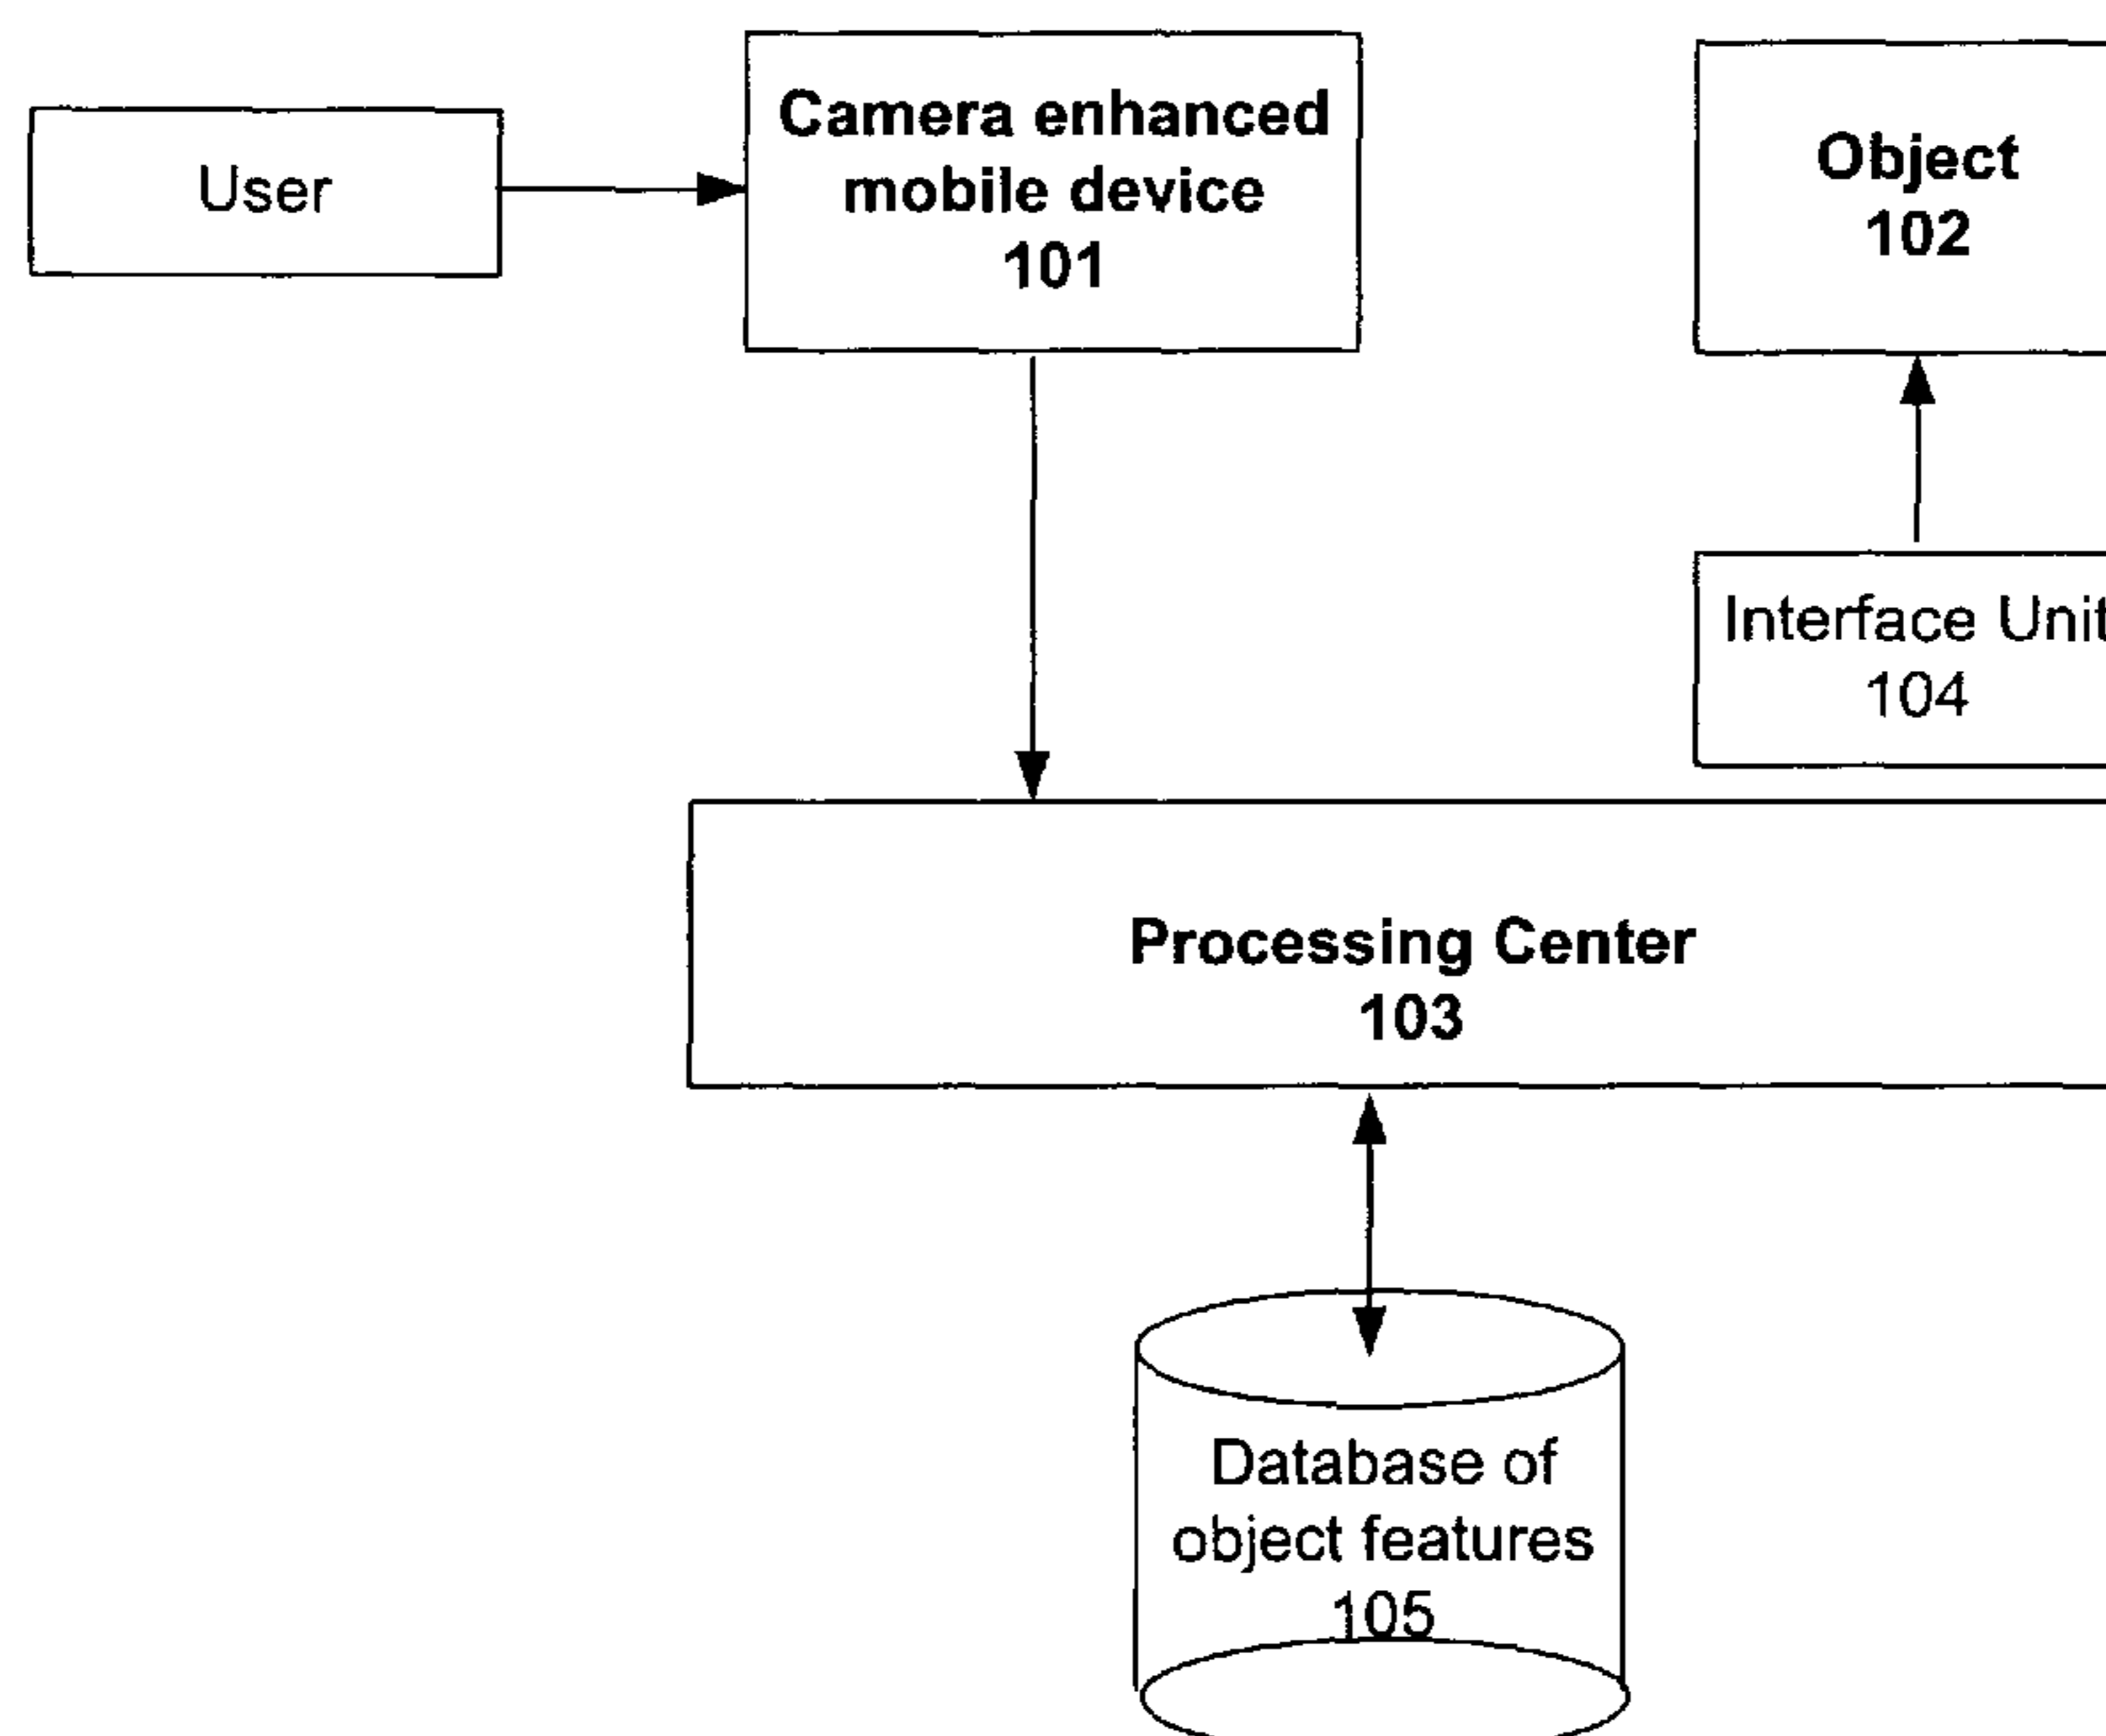 User
Camera enhanced
mobile device
101
Object
102
Interface Unit
104
Processing Center
103
Database of
object features
105